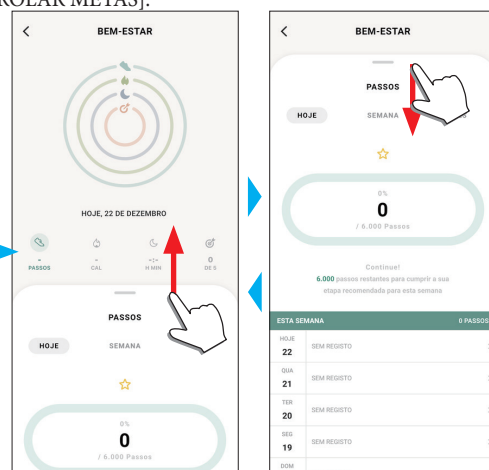 ROLAR METAS].
BEM-ESTAR
HOJE, 22 DE DEZEMBRO
-
PASSOS
-
CAL
-:-
H MIN
0
DE 5
PASSOS
HOJE
SEMANA
0%
0
/ 6.000 Passos
BEM-ESTAR
PASSOS
HOJE
SEMANA
0%
0
/ 6.000 Passos
Continue!
6.000 passos restantes para cumprir a sua
etapa recomendada para esta semana
ESTA SEMANA 0 PASSOS
HOJE
22 SEM REGISTO
QUA
21 SEM REGISTO
TER
20 SEM REGISTO
SEG
19 SEM REGISTO
DOM